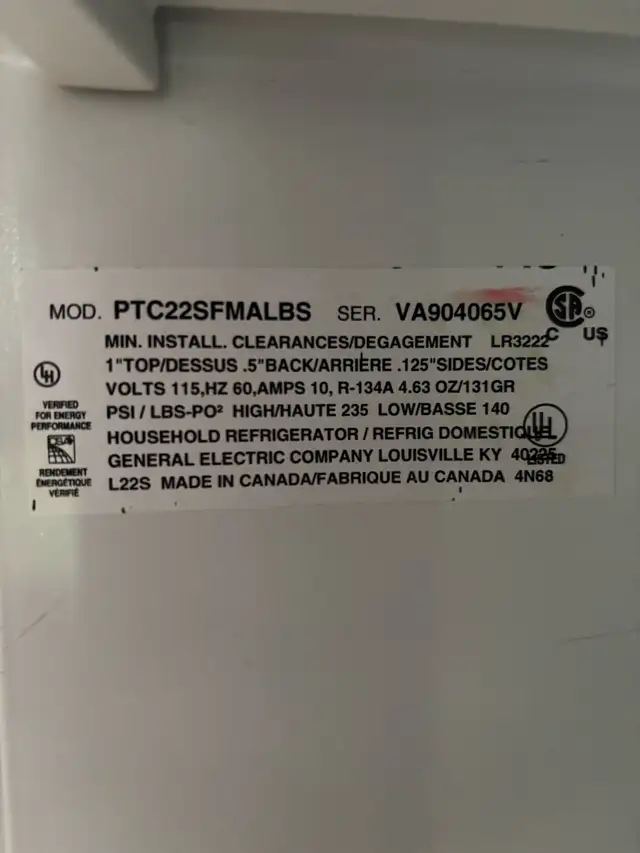 MOD. PTC22SFMALBS SER. VA904065V
MIN. INSTALL. CLEARANCES/DEGAGEMENT LR3222
1"TOP/DESSUS .5"BACK/ARRIÈRE .125"SIDES/COTES
VOLTS 115,HZ 60,AMPS 10, R-134A 4.63 OZ/131GR
PSI / LBS-PO² HIGH/HAUTE 235 LOW/BASSE 140
HOUSEHOLD REFRIGERATOR / REFRIG DOMESTIQUE
GENERAL ELECTRIC COMPANY LOUISVILLE KY 40225
L22S MADE IN CANADA/FABRIQUE AU CANADA 4N68
VERIFIED
FOR ENERGY
PERFORMANCE
RENDEMENT
ÉNERGÉTIQUE
VÉRIFIÉ
C US
®
UL
LISTED